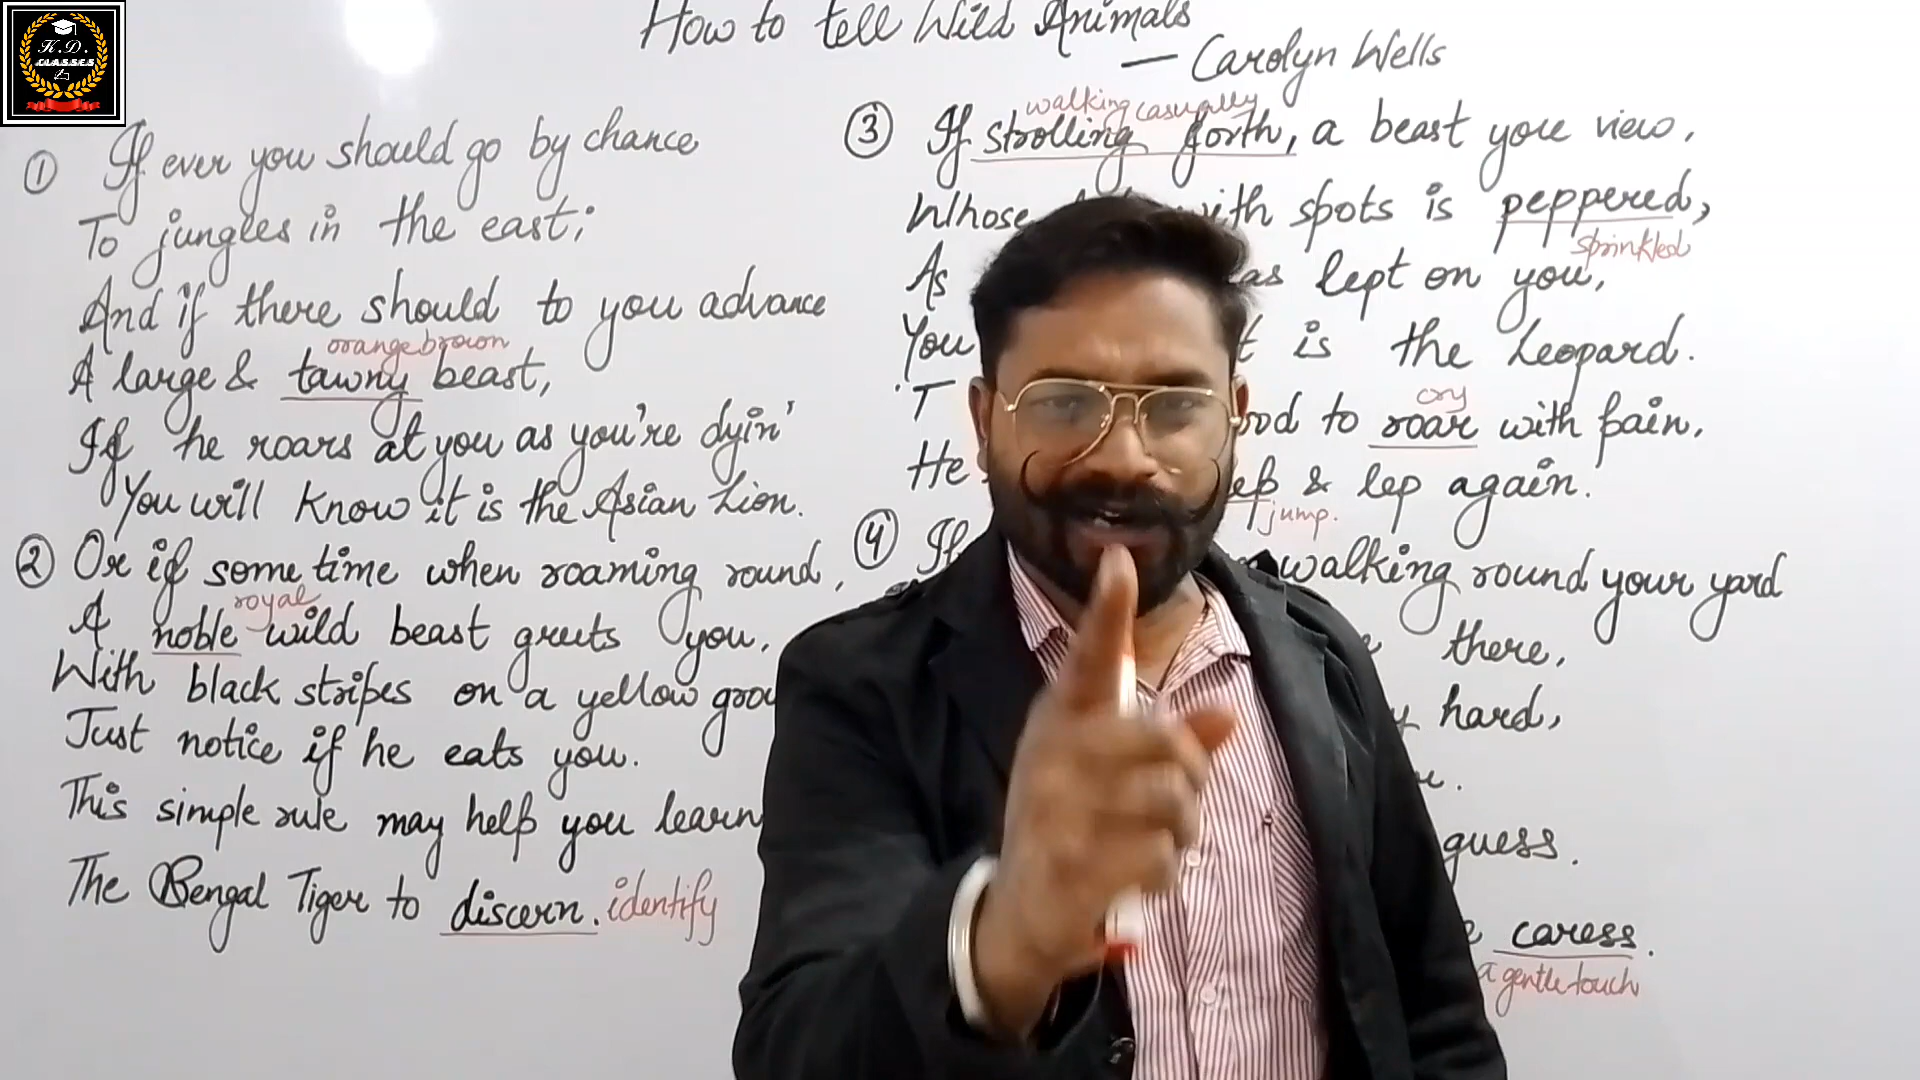 K.D.
CLASSES
How to tell Wild Animals
— Carolyn Wells
① If ever you should go by chance
To jungles in the east;
And if there should to you advance
orange brown
A large & tawny beast,
If he roars at you as you're dyin'
You will know it is the Asian Lion.
② Or if some time when roaming round,
royal
A noble wild beast greets you,
With black stripes on a yellow grou
Just notice if he eats you.
This simple rule may help you learn
The Bengal Tiger to discern. identify
walking casually
③ If strolling forth, a beast you view,
Whose with spots is peppered,
sprinkled
As as lept on you,
You is the Leopard.
cry
'T to roar with pain,
He & lep again.
jump.
④ If walking round your yard
there,
hard,
guess.
caress.
a gentle touch